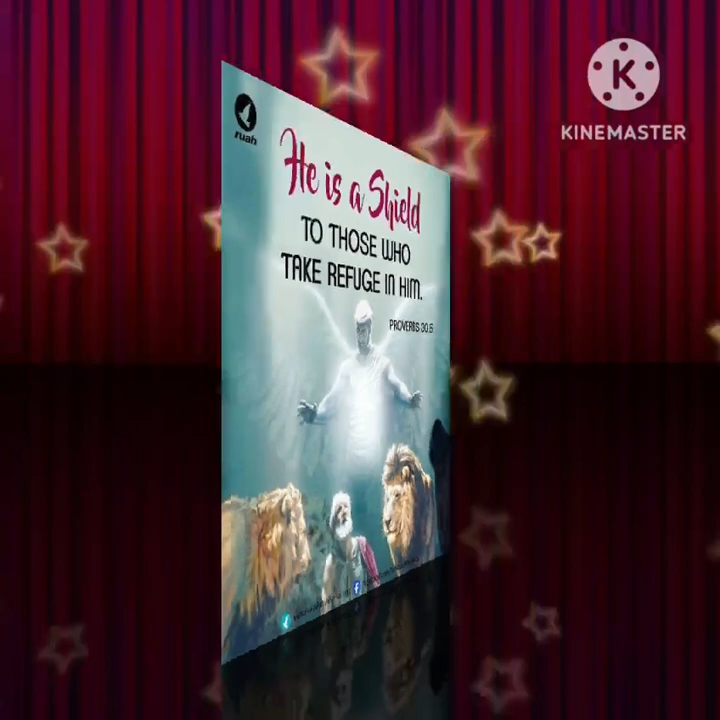 KINEMASTER
ruah
He is a Shield
TO THOSE WHO
TAKE REFUGE IN HIM.
PROVERBS 30.5